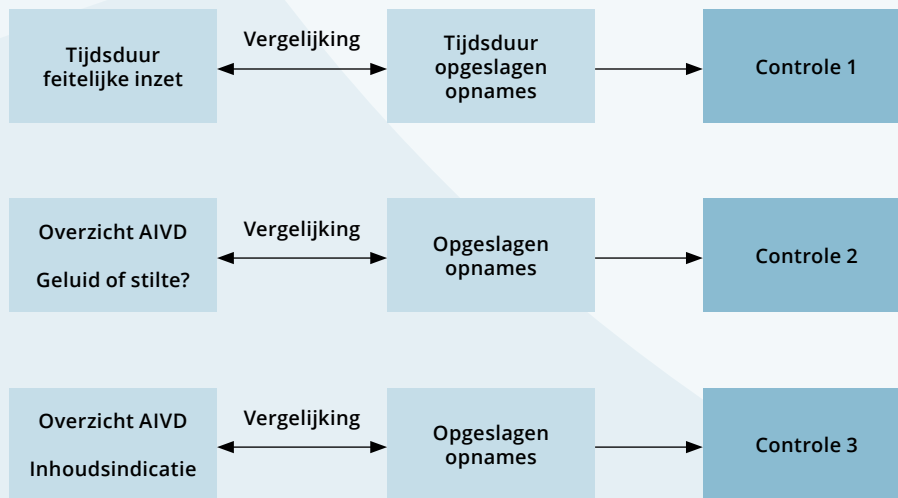 Tijdsduur
feitelijke inzet
Vergelijking
Tijdsduur
opgeslagen
opnames
Controle 1
Overzicht AIVD
Geluid of stilte?
Vergelijking
Opgeslagen
opnames
Controle 2
Overzicht AIVD
Inhoudsindicatie
Vergelijking
Opgeslagen
opnames
Controle 3